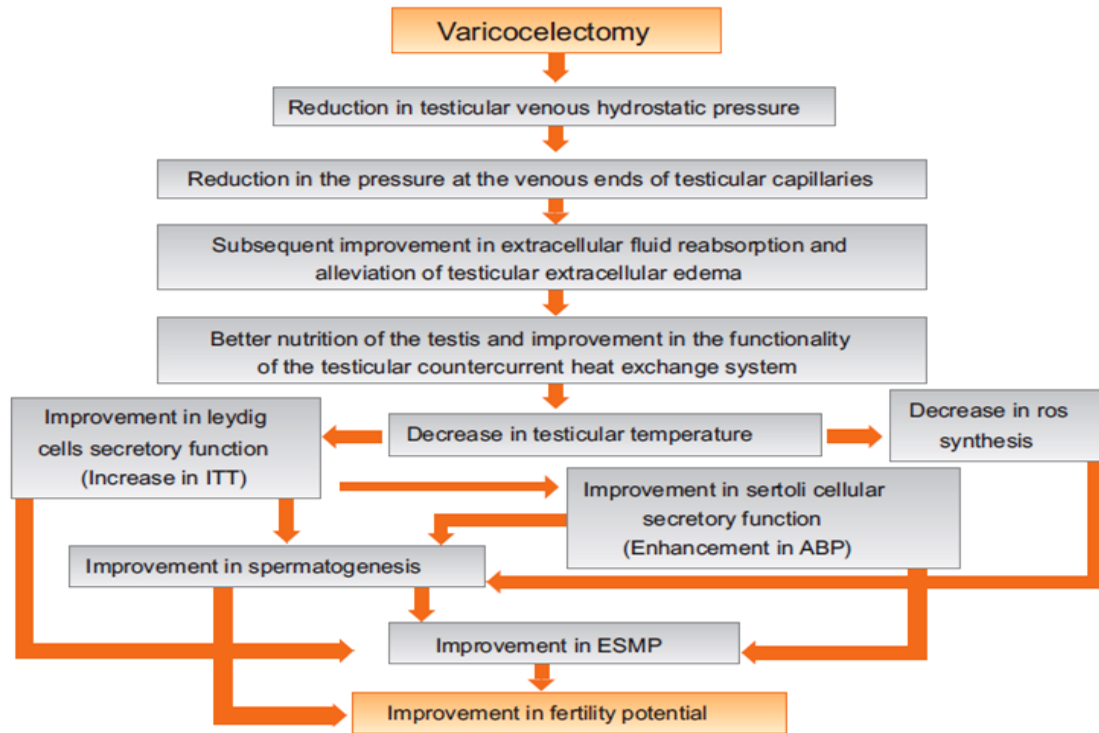 Varicocelectomy
Reduction in testicular venous hydrostatic pressure
Reduction in the pressure at the venous ends of testicular capillaries
Subsequent improvement in extracellular fluid reabsorption and
alleviation of testicular extracellular edema
Better nutrition of the testis and improvement in the functionality
of the testicular countercurrent heat exchange system
Improvement in leydig
cells secretory function
(Increase in ITT)
Decrease in testicular temperature
Decrease in ros
synthesis
Improvement in sertoli cellular
secretory function
(Enhancement in ABP)
Improvement in spermatogenesis
Improvement in ESMP
Improvement in fertility potential